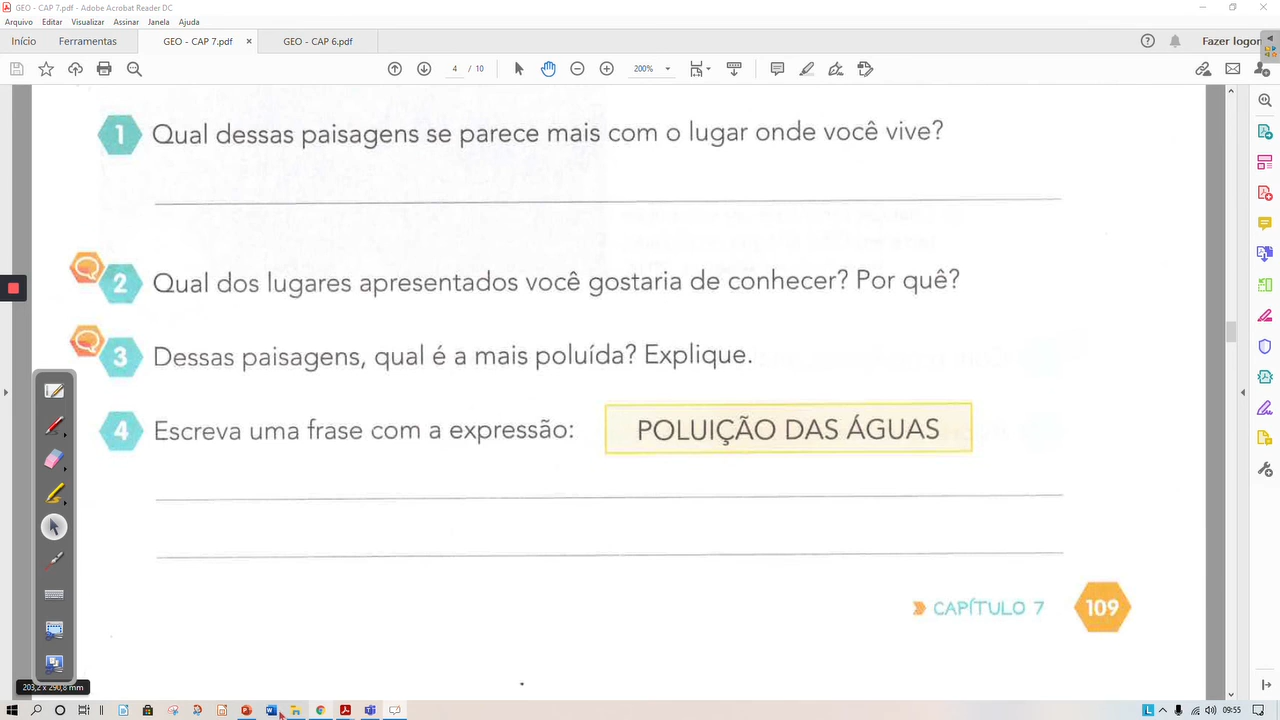 GEO - CAP 7.pdf - Adobe Acrobat Reader DC
Arquivo Editar Visualizar Assinar Janela Ajuda
Início Ferramentas GEO - CAP 7.pdf × GEO - CAP 6.pdf Fazer logon
4 / 10 200%
1 Qual dessas paisagens se parece mais com o lugar onde você vive?
2 Qual dos lugares apresentados você gostaria de conhecer? Por quê?
3 Dessas paisagens, qual é a mais poluída? Explique.
4 Escreva uma frase com a expressão: POLUIÇÃO DAS ÁGUAS
CAPÍTULO 7 109
203,2 x 290,8 mm
09:55